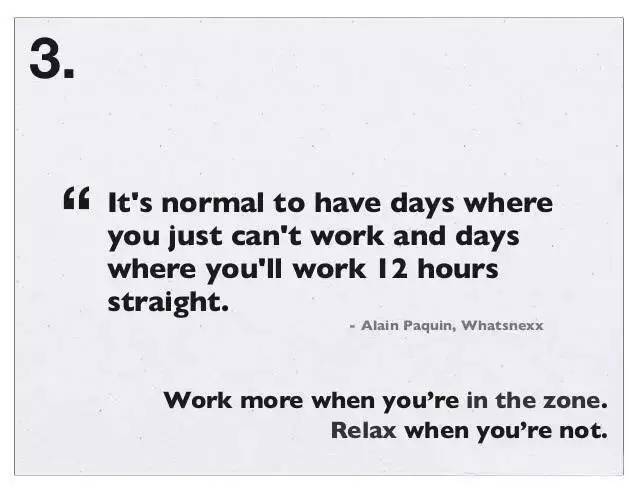 3.
“ It's normal to have days where
you just can't work and days
where you'll work 12 hours
straight.
- Alain Paquin, Whatsnexx
Work more when you’re in the zone.
Relax when you’re not.